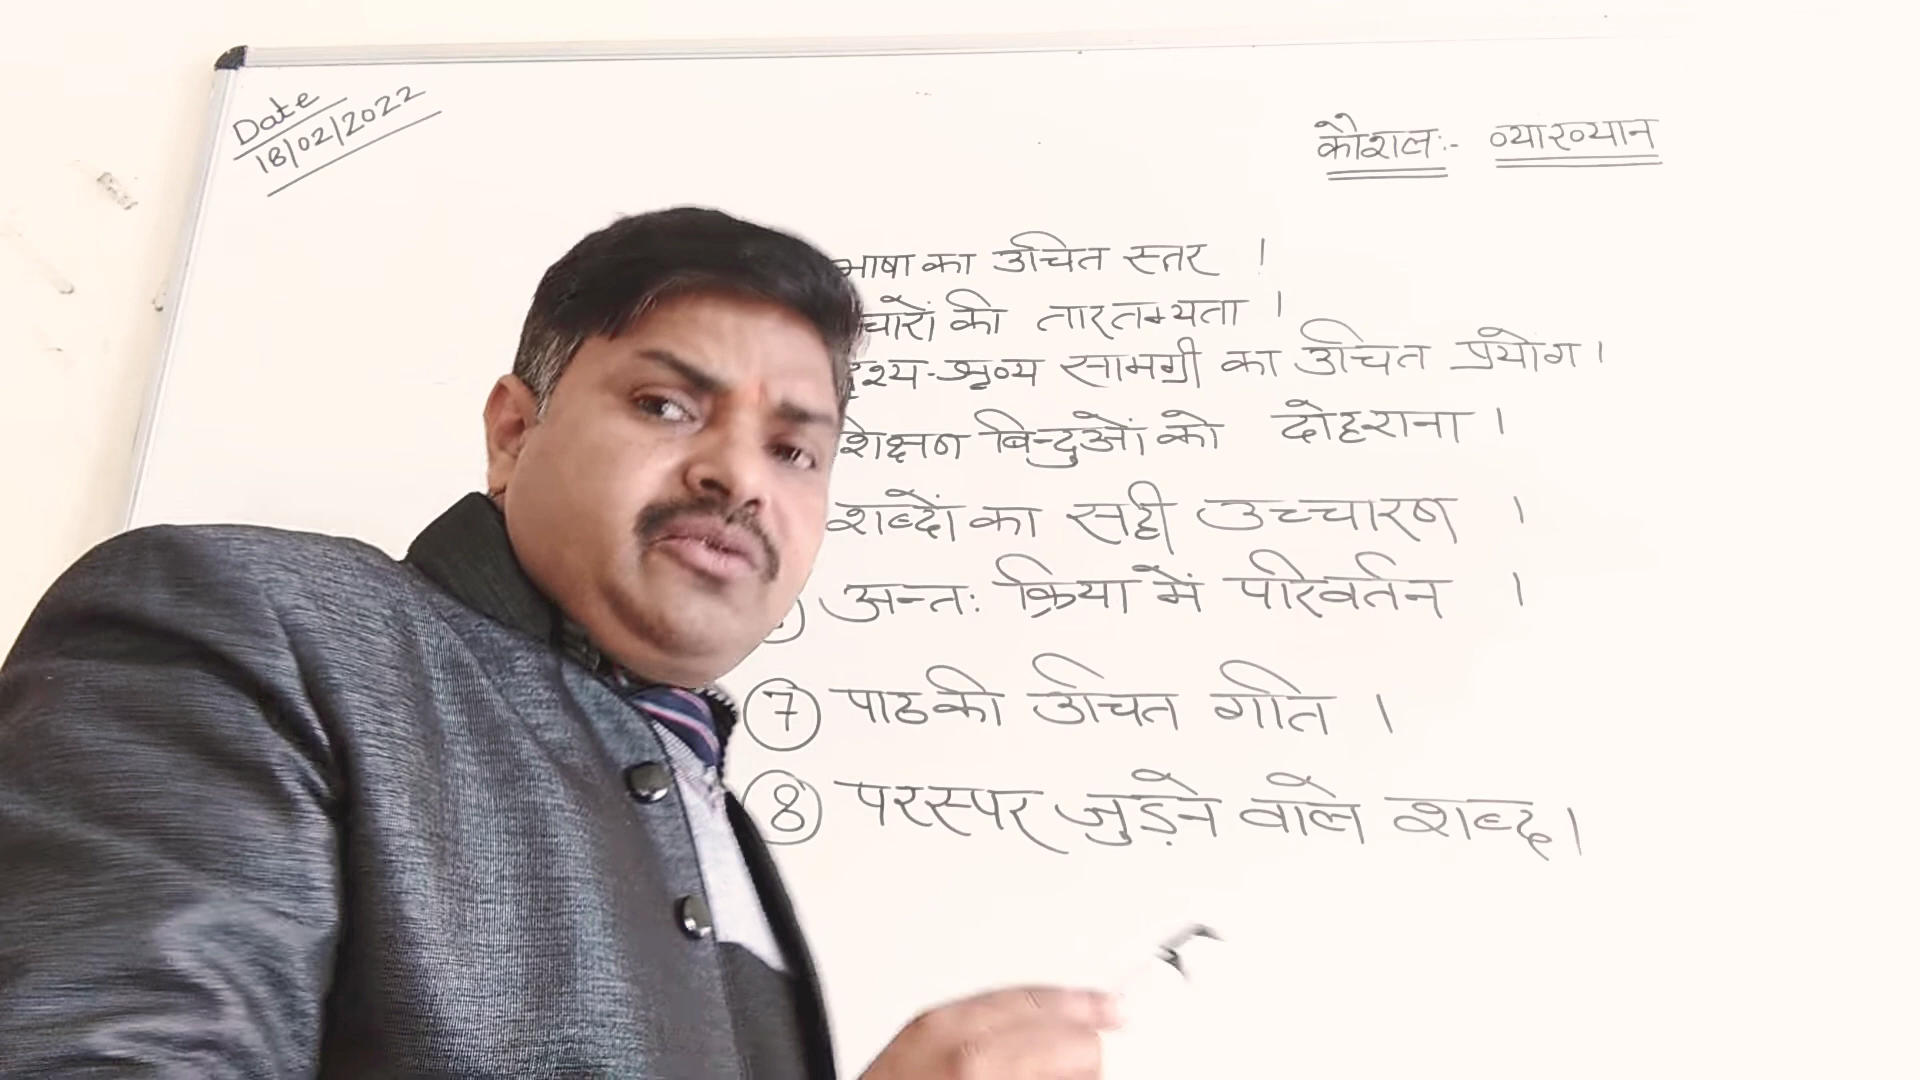 Date
18/02/2022
कौशल:- व्याख्यान
भाषा का उचित स्तर ।
चारों की तारतम्यता ।
दृश्य-श्रृव्य सामग्री का उचित प्रयोग ।
शिक्षण बिन्दुओं को दोहराना ।
शब्दों का सही उच्चारण ।
अन्तः क्रिया में परिवर्तन ।
7 पाठ की उचित गति ।
8 परस्पर जुड़ने वाले शब्द ।